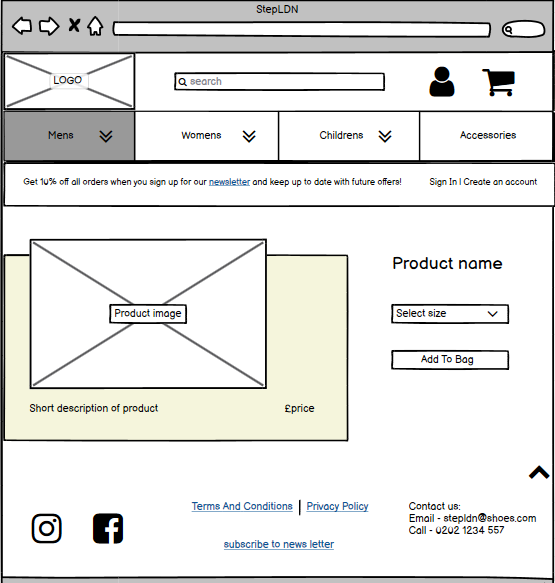 StepLDN
LOGO
search
Mens
Womens
Childrens
Accessories
Get 10% off all orders when you sign up for our newsletter and keep up to date with future offers!
Sign In | Create an account
Product name
Product image
Select size
Add To Bag
Short description of product
£price
Terms And Conditions | Privacy Policy
subscribe to news letter
Contact us:
Email - stepldn@shoes.com
Call - 0202 1234 557